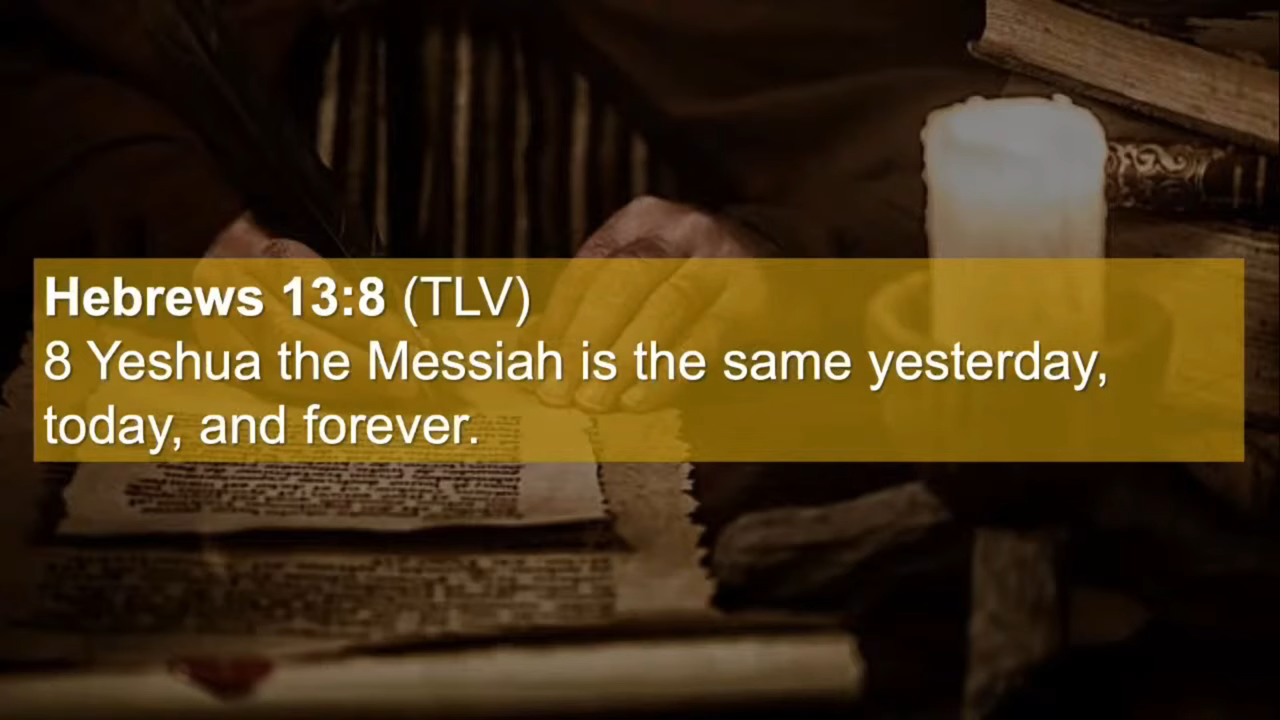 Hebrews 13:8 (TLV)
8 Yeshua the Messiah is the same yesterday,
today, and forever.